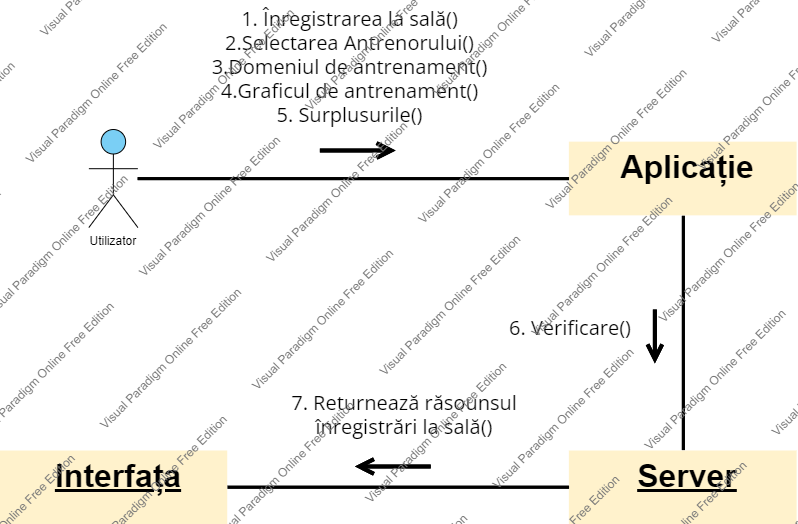 1. Înregistrarea la sală()
2.Selectarea Antrenorului()
3.Domeniul de antrenament()
4.Graficul de antrenament()
5. Surplusurile()
Aplicație
Utilizator
6. Verificare()
7. Returnează răsounsul
înregistrări la sală()
Interfața
Server
Visual Paradigm Online Free Edition